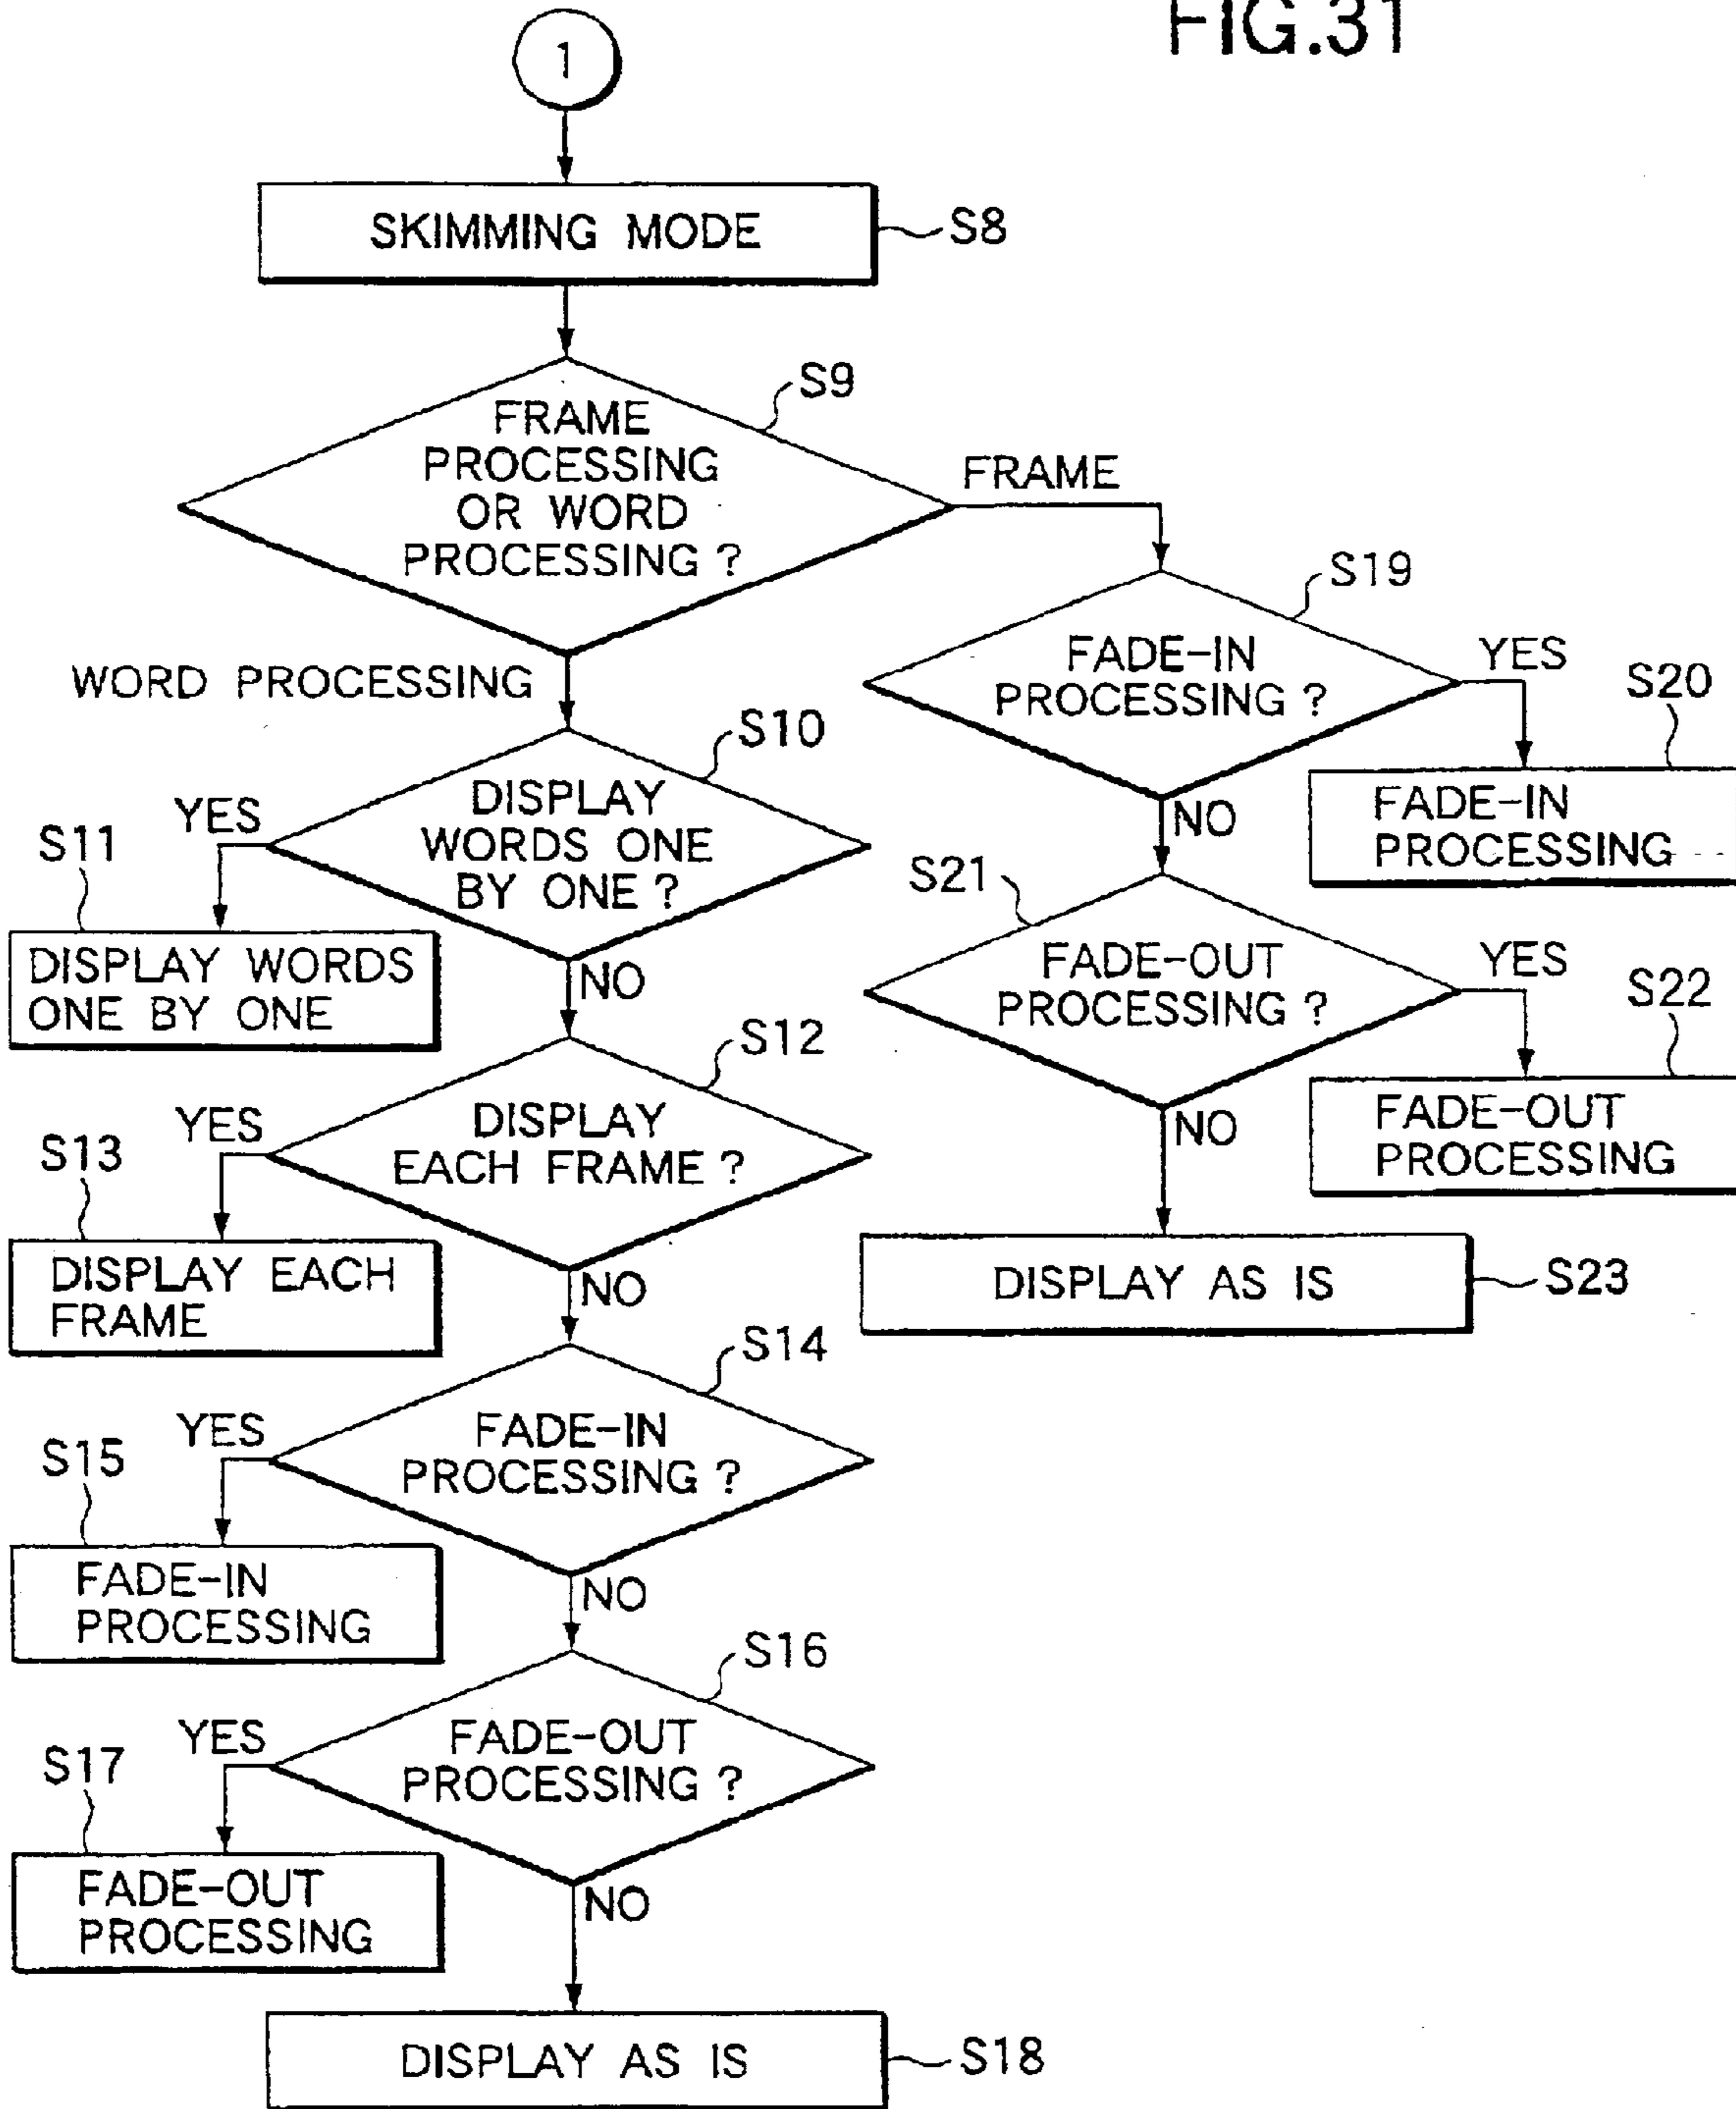 FIG.31
1
SKIMMING MODE
S8
S9
FRAME
PROCESSING
OR WORD
PROCESSING ?
FRAME
WORD PROCESSING
S10
DISPLAY
WORDS ONE
BY ONE ?
YES
S11
DISPLAY WORDS
ONE BY ONE
NO
S12
DISPLAY
EACH FRAME ?
YES
S13
DISPLAY EACH
FRAME
NO
S14
FADE-IN
PROCESSING ?
YES
S15
FADE-IN
PROCESSING
NO
S16
FADE-OUT
PROCESSING ?
YES
S17
FADE-OUT
PROCESSING
NO
DISPLAY AS IS
S18
S19
FADE-IN
PROCESSING ?
YES
S20
FADE-IN
PROCESSING
NO
S21
FADE-OUT
PROCESSING ?
YES
S22
FADE-OUT
PROCESSING
NO
DISPLAY AS IS
S23